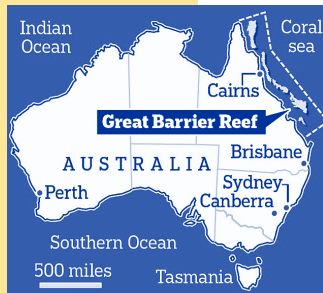 Indian
Ocean
Coral
sea
Cairns
Great Barrier Reef
AUSTRALIA
Brisbane
Perth
Sydney
Canberra
Southern Ocean
500 miles
Tasmania